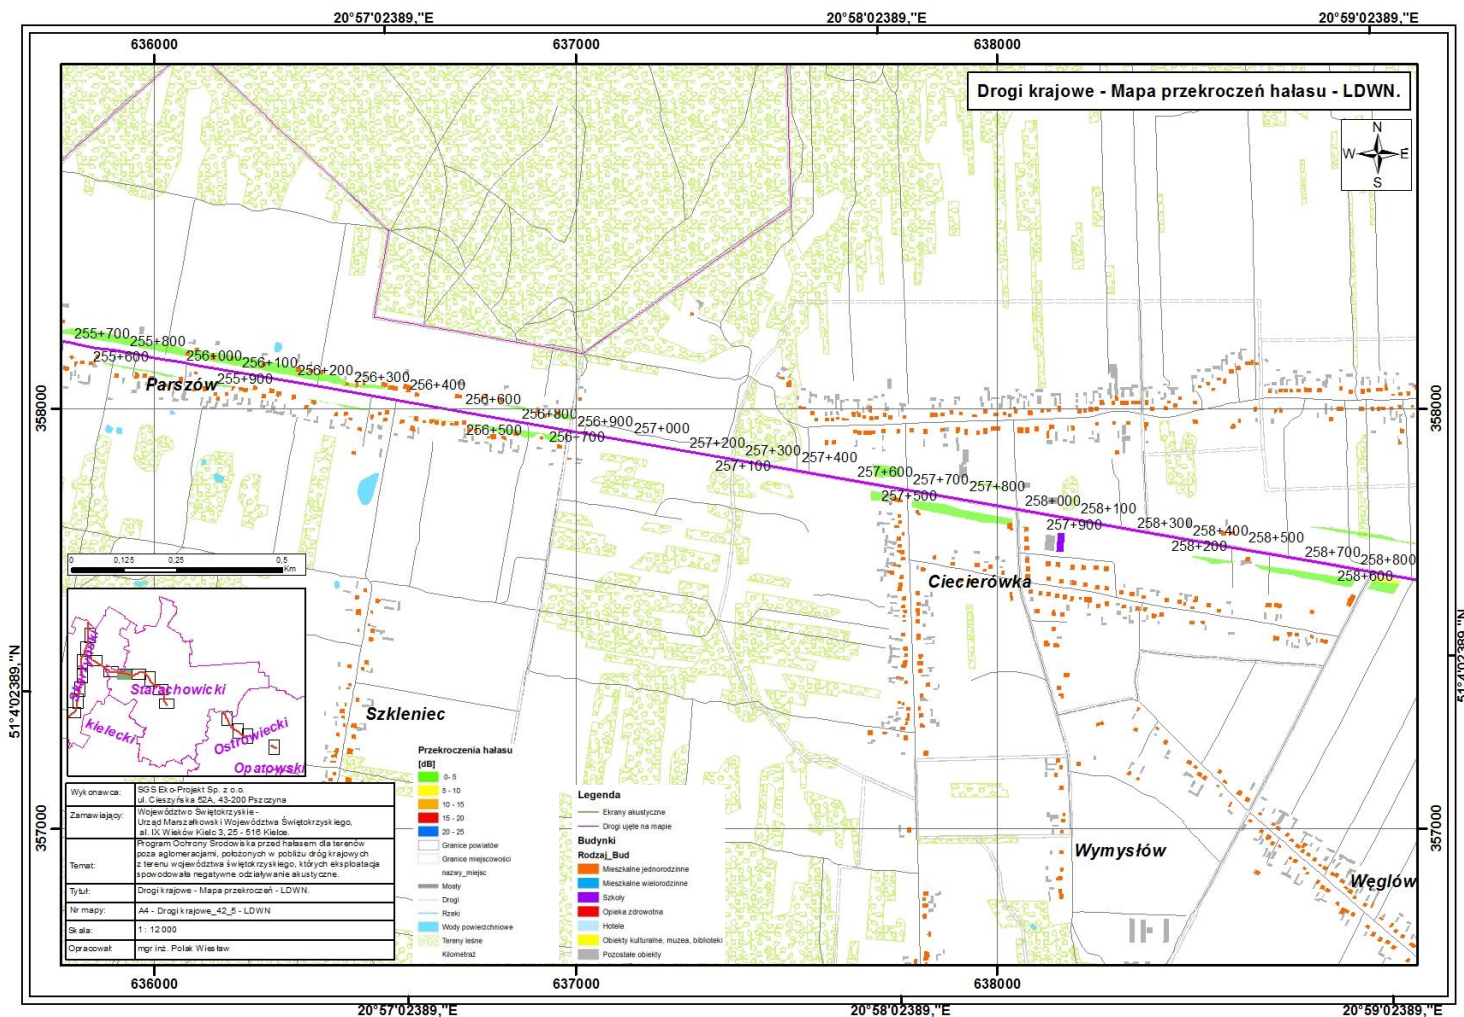 20°57'02389,"E
20°58'02389,"E
20°59'02389,"E
636000
637000
638000
Drogi krajowe - Mapa przekroczeń hałasu - LDWN.
N
W
E
S
358000
358000
255+700
255+800
255+600
256+000
256+100
255+900
256+200
256+300
256+400
256+600
256+500
256+800
256+900
256+700
257+000
257+200
257+300
257+100
257+400
257+600
257+500
257+700
257+800
258+000
258+100
257+900
258+300
258+400
258+200
258+500
258+700
258+800
258+600
Parszów
Ciecierówka
Szkleniec
Wymysłów
Węglów
0
0,125
0,25
0,5
Km
Starachowicki
kielecki
Ostrowiecki
Opatowski
51°4'02389,"N
51°4'02389,"N
357000
357000
Wykonawca:
SGS Eko-Projekt Sp. z o.o.
ul. Cieszyńska 52A, 43-200 Pszczyna
Zamawiający:
Województwo Świętokrzyskie -
Urząd Marszałkowski Województwa Świętokrzyskiego,
al. IX Wieków Kielc 3, 25 - 516 Kielce.
Temat:
Program Ochrony Środowiska przed hałasem dla terenów
poza aglomeracjami, położonych w pobliżu dróg krajowych
z terenu województwa świętokrzyskiego, których eksploatacja
spowodowała negatywne odziaływanie akustyczne.
Tytuł:
Drogi krajowe - Mapa przekroczeń - LDWN.
Nr mapy:
A4 - Drogi krajowe_42_5 - LDWN
Skala:
1 : 12 000
Opracował:
mgr inż. Polak Wiesław
Przekroczenia hałasu
[dB]
0- 5
5 - 10
10 - 15
15 - 20
20 - 25
Granice powiatów
Granice miejscowości
nazwy_miejsc
Mosty
Drogi
Rzeki
Wody powierzchniowe
Tereny leśne
Kilometraż
Legenda
Ekrany akustyczne
Drogi ujęte na mapie
Budynki
Rodzaj_Bud
Mieszkalne jednorodzinne
Mieszkalne wielorodzinne
Szkoły
Opieka zdrowotna
Hotele
Obiekty kulturalne, muzea, biblioteki
Pozostałe obiekty
636000
637000
638000
20°57'02389,"E
20°58'02389,"E
20°59'02389,"E